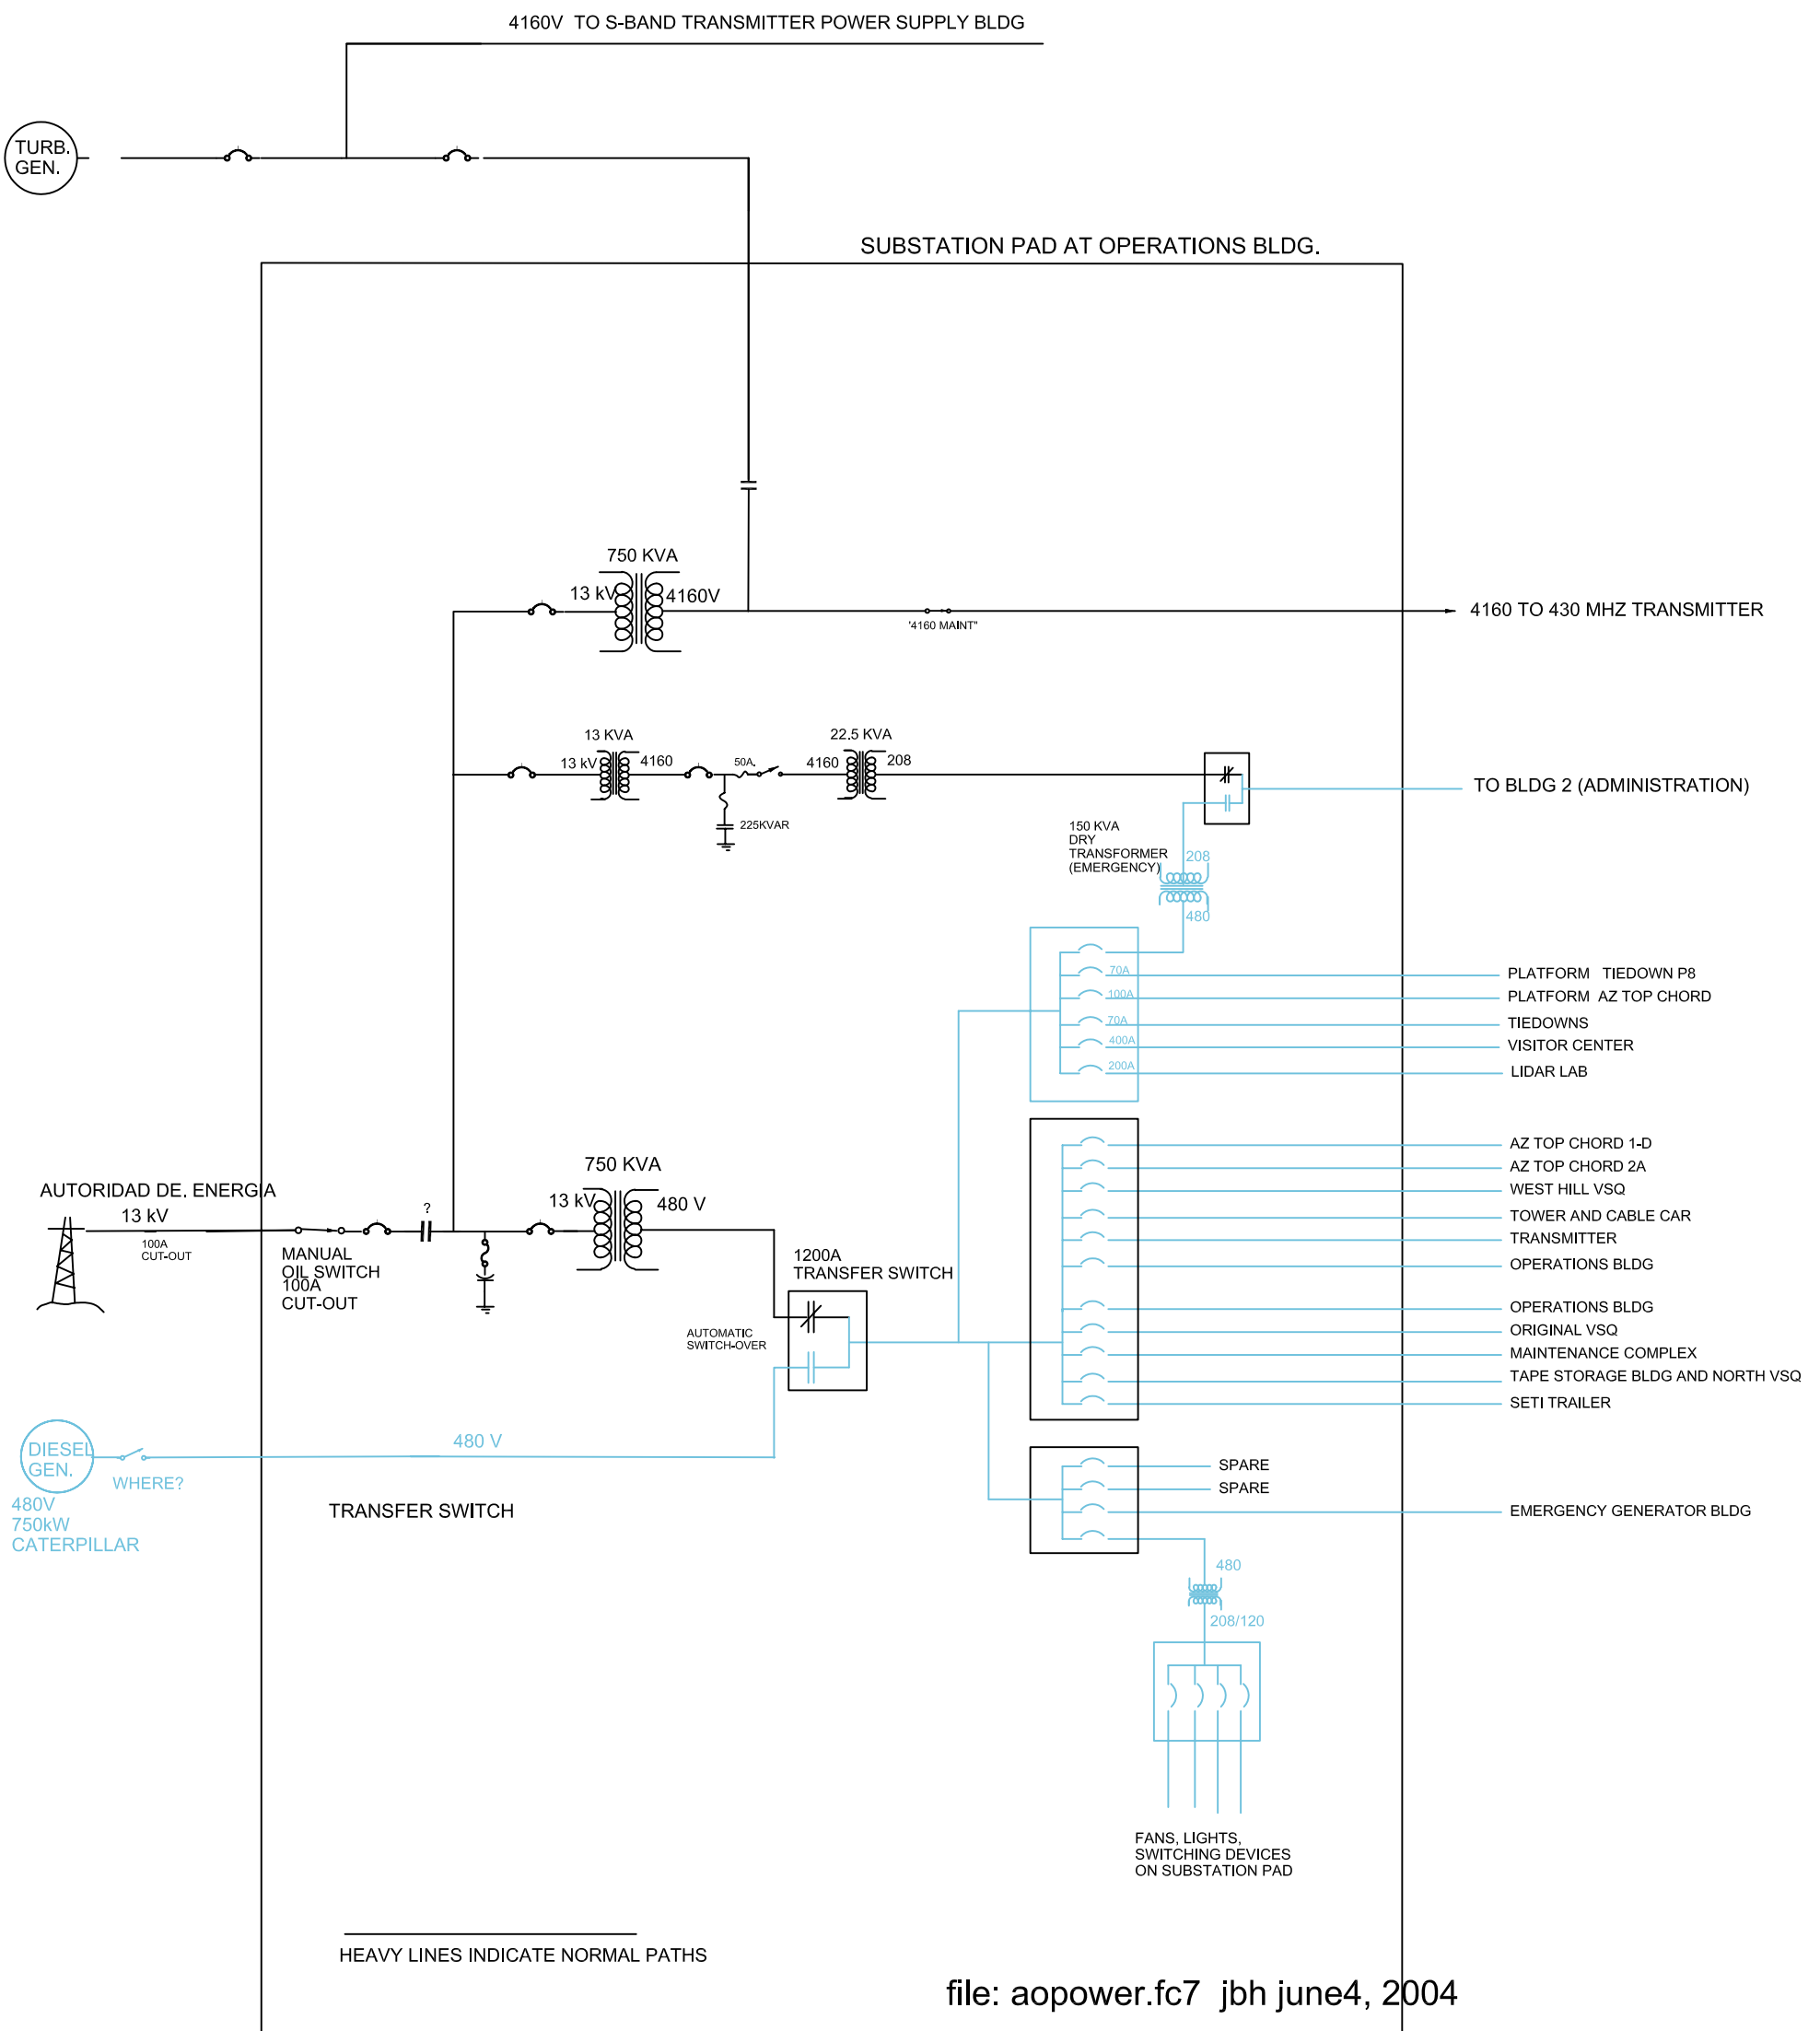 4160V TO S-BAND TRANSMITTER POWER SUPPLY BLDG
TURB.
GEN.
SUBSTATION PAD AT OPERATIONS BLDG.
750 KVA
13 kV
4160V
'4160 MAINT"
4160 TO 430 MHZ TRANSMITTER
13 KVA
13 kV
4160
50A.
225KVAR
22.5 KVA
4160
208
TO BLDG 2 (ADMINISTRATION)
150 KVA
DRY
TRANSFORMER
(EMERGENCY)
208
480
70A
100A
70A
400A
200A
PLATFORM TIEDOWN P8
PLATFORM AZ TOP CHORD
TIEDOWNS
VISITOR CENTER
LIDAR LAB
AZ TOP CHORD 1-D
AZ TOP CHORD 2A
WEST HILL VSQ
TOWER AND CABLE CAR
TRANSMITTER
OPERATIONS BLDG
OPERATIONS BLDG
ORIGINAL VSQ
MAINTENANCE COMPLEX
TAPE STORAGE BLDG AND NORTH VSQ
SETI TRAILER
AUTORIDAD DE. ENERGIA
13 kV
100A
CUT-OUT
MANUAL
OIL SWITCH
100A
CUT-OUT
?
750 KVA
13 kV
480 V
1200A
TRANSFER SWITCH
AUTOMATIC
SWITCH-OVER
DIESEL
GEN.
WHERE?
480 V
480V
750kW
CATERPILLAR
TRANSFER SWITCH
SPARE
SPARE
EMERGENCY GENERATOR BLDG
480
208/120
FANS, LIGHTS,
SWITCHING DEVICES
ON SUBSTATION PAD
HEAVY LINES INDICATE NORMAL PATHS
file: aopower.fc7 jbh june4, 2004